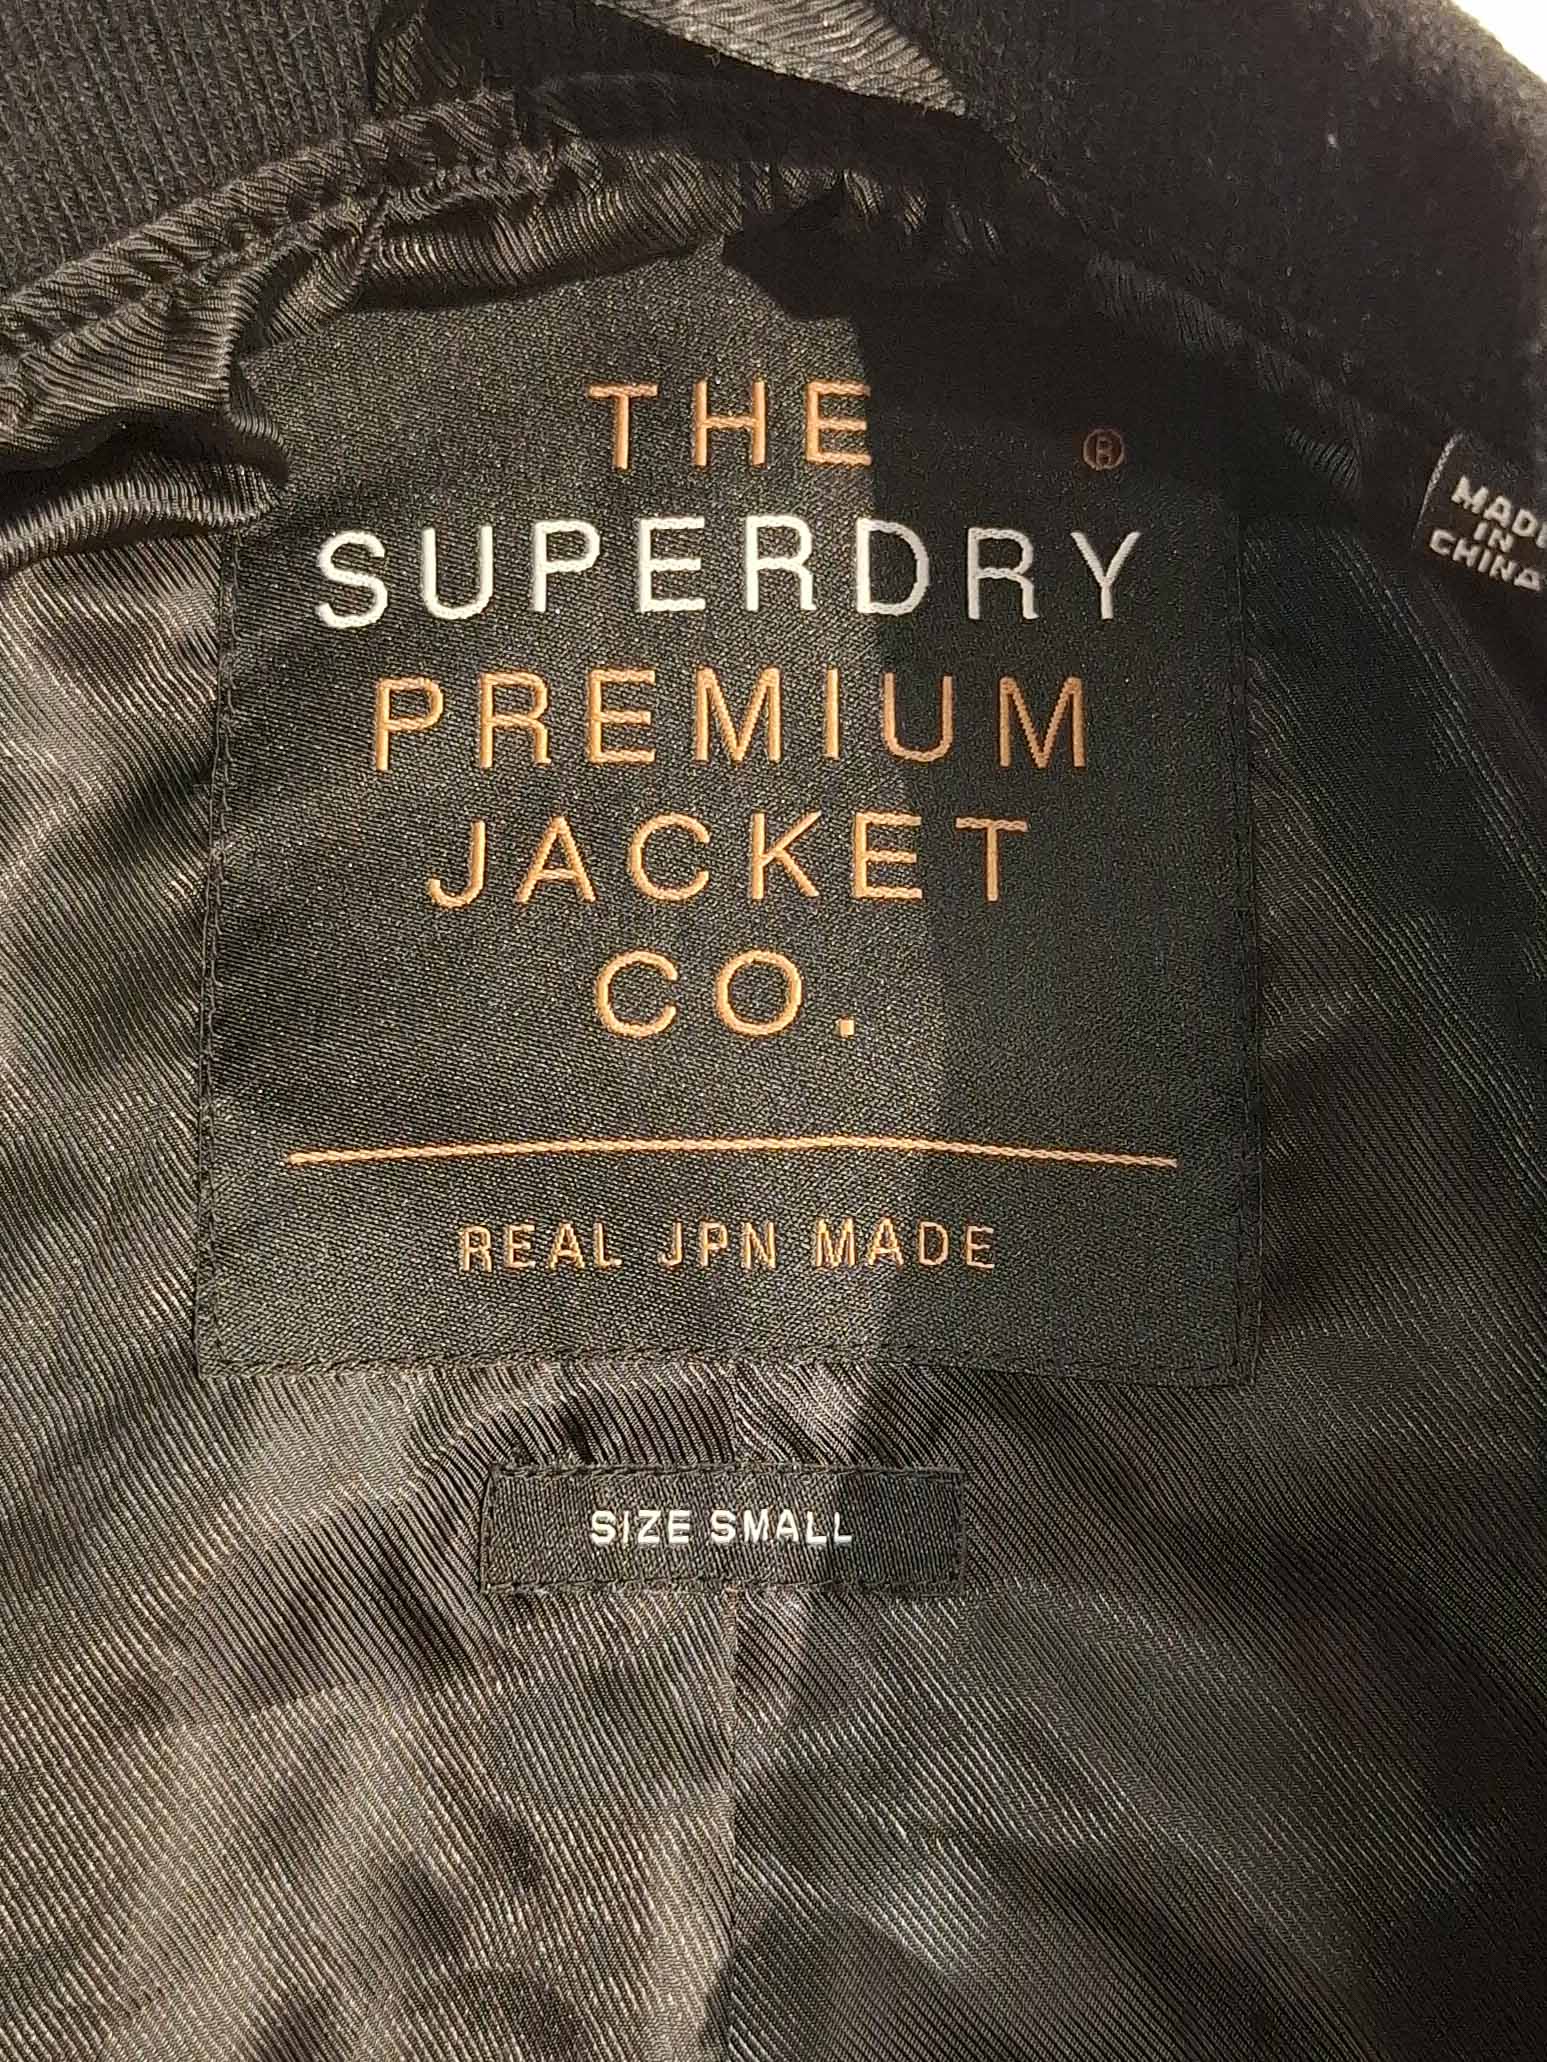 THE
®
SUPERDRY
PREMIUM
JACKET
CO.
REAL JPN MADE
SIZE SMALL
MADE
IN
CHINA